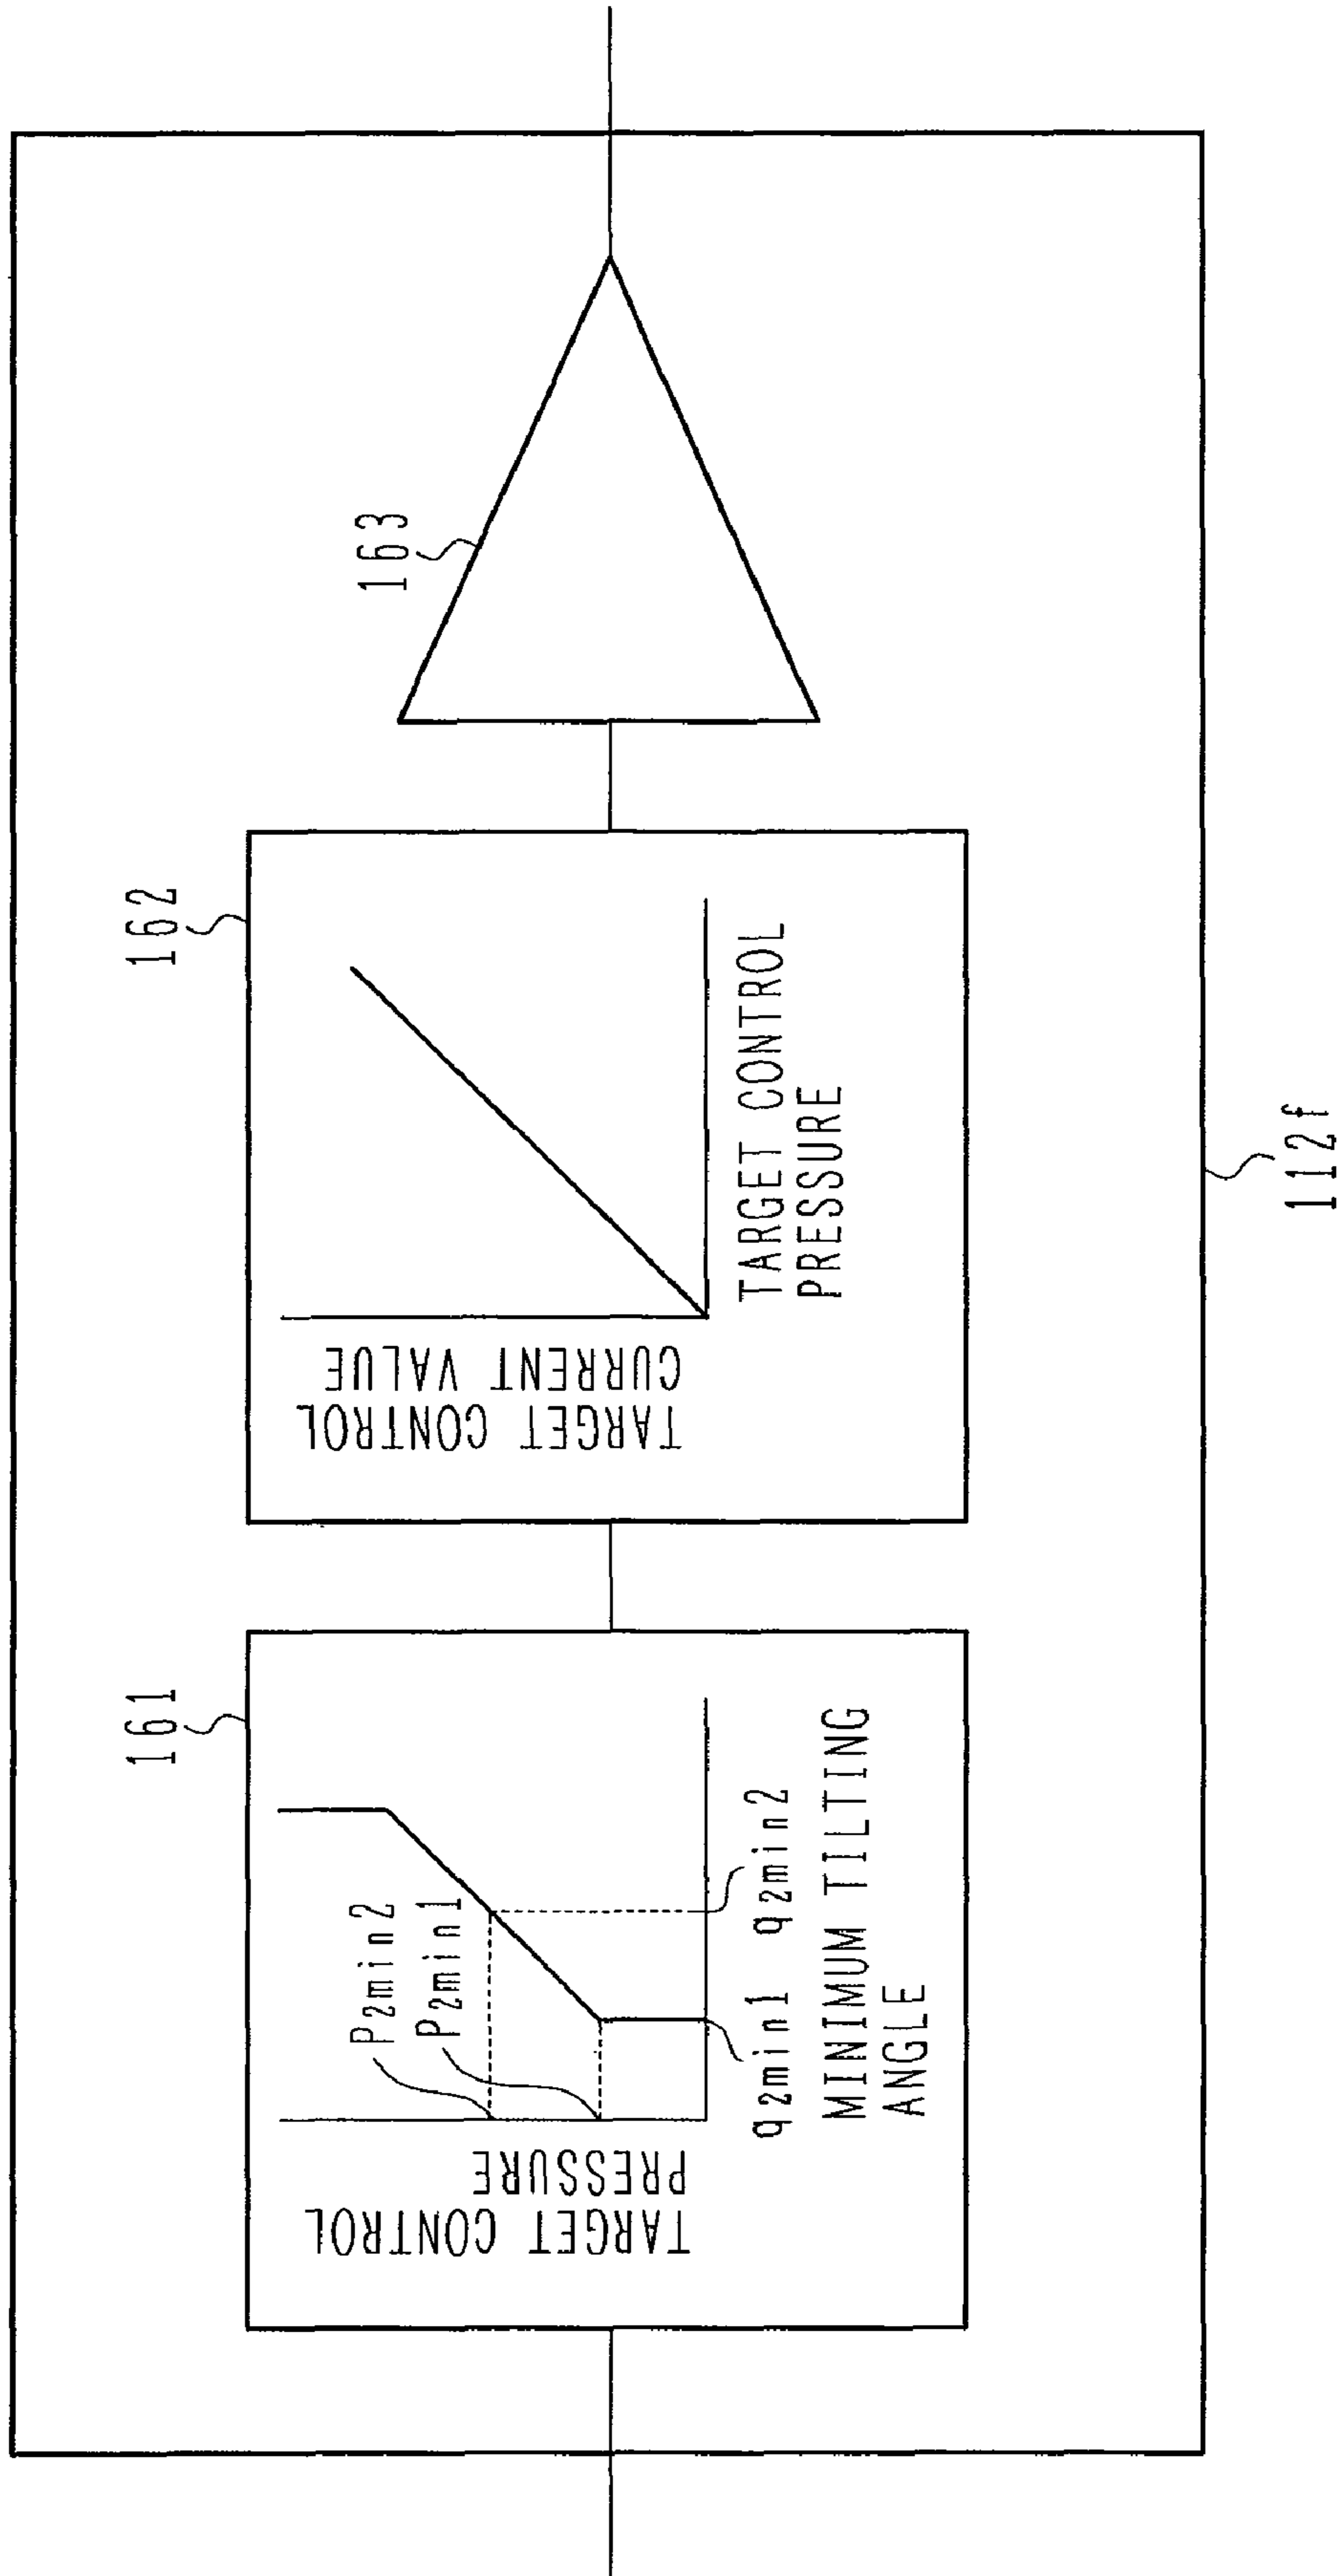 161
TARGET CONTROL
PRESSURE
P2min2
P2min1
q2min1 q2min2
MINIMUM TILTING
ANGLE
162
TARGET CONTROL
CURRENT VALUE
TARGET CONTROL
PRESSURE
163
112f